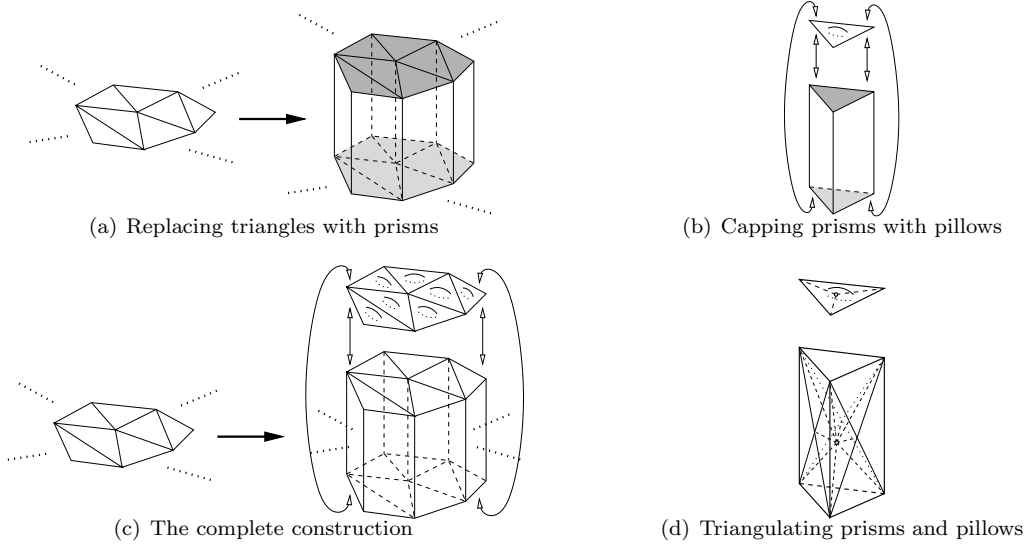 (a) Replacing triangles with prisms
(b) Capping prisms with pillows
(c) The complete construction
(d) Triangulating prisms and pillows